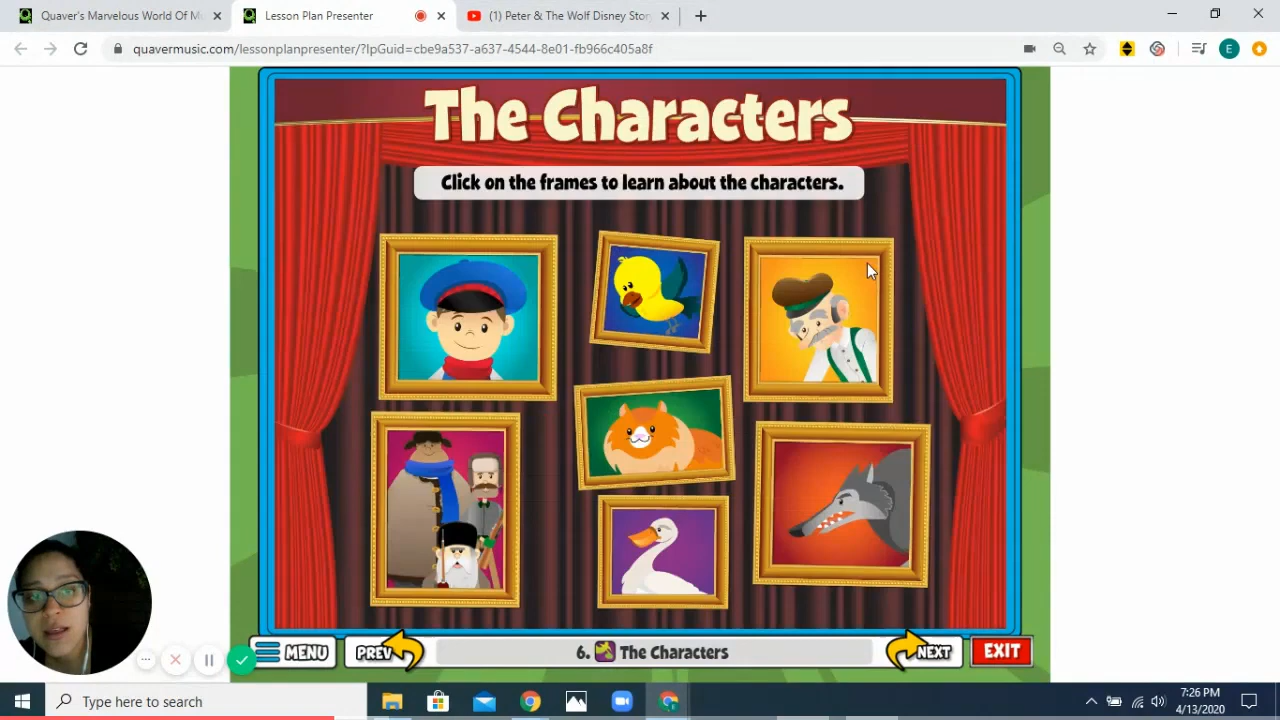 Quaver's Marvelous World Of M
Lesson Plan Presenter
(1) Peter & The Wolf Disney Stor
quavermusic.com/lessonplanpresenter/?lpGuid=cbe9a537-a637-4544-8e01-fb966c405a8f
E
The Characters
Click on the frames to learn about the characters.
MENU
PREV
6. The Characters
NEXT
EXIT
Type here to search
7:26 PM
4/13/2020